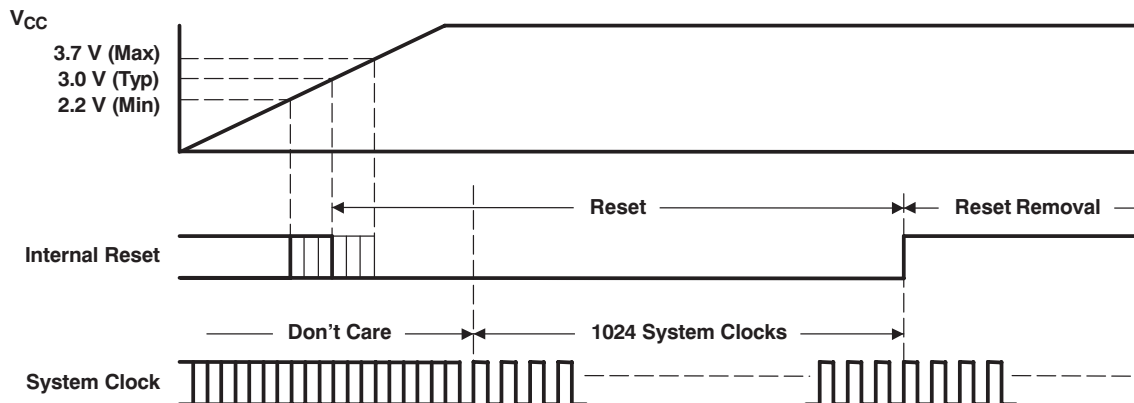 VCC
3.7 V (Max)
3.0 V (Typ)
2.2 V (Min)
Reset
Reset Removal
Internal Reset
Don't Care
1024 System Clocks
System Clock